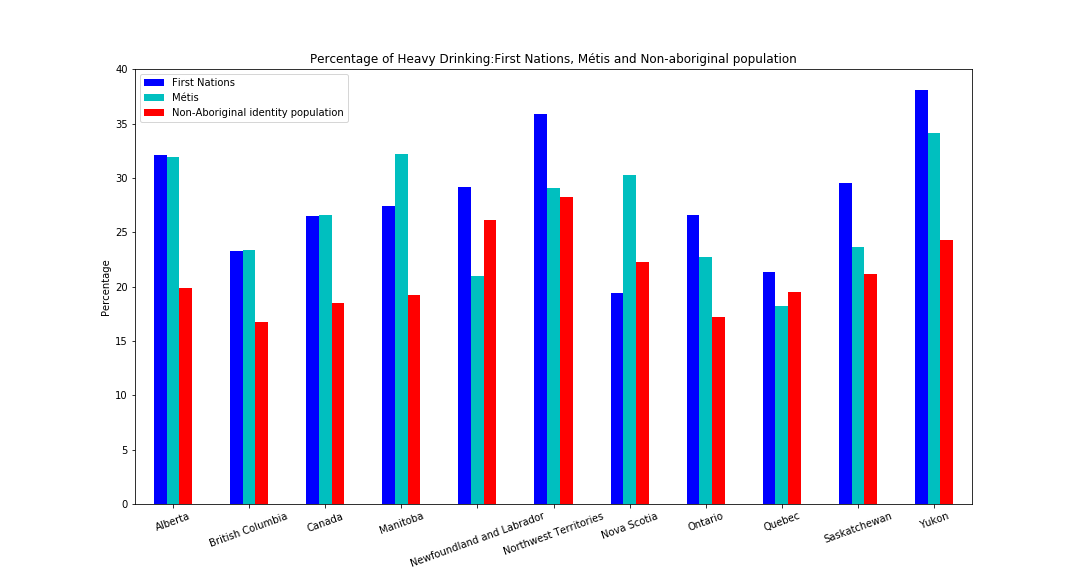 Percentage of Heavy Drinking:First Nations, Métis and Non-aboriginal population
First Nations
Métis
Non-Aboriginal identity population
Percentage
40
35
30
25
20
15
10
5
0
Alberta
British Columbia
Canada
Manitoba
Newfoundland and Labrador
Northwest Territories
Nova Scotia
Ontario
Quebec
Saskatchewan
Yukon